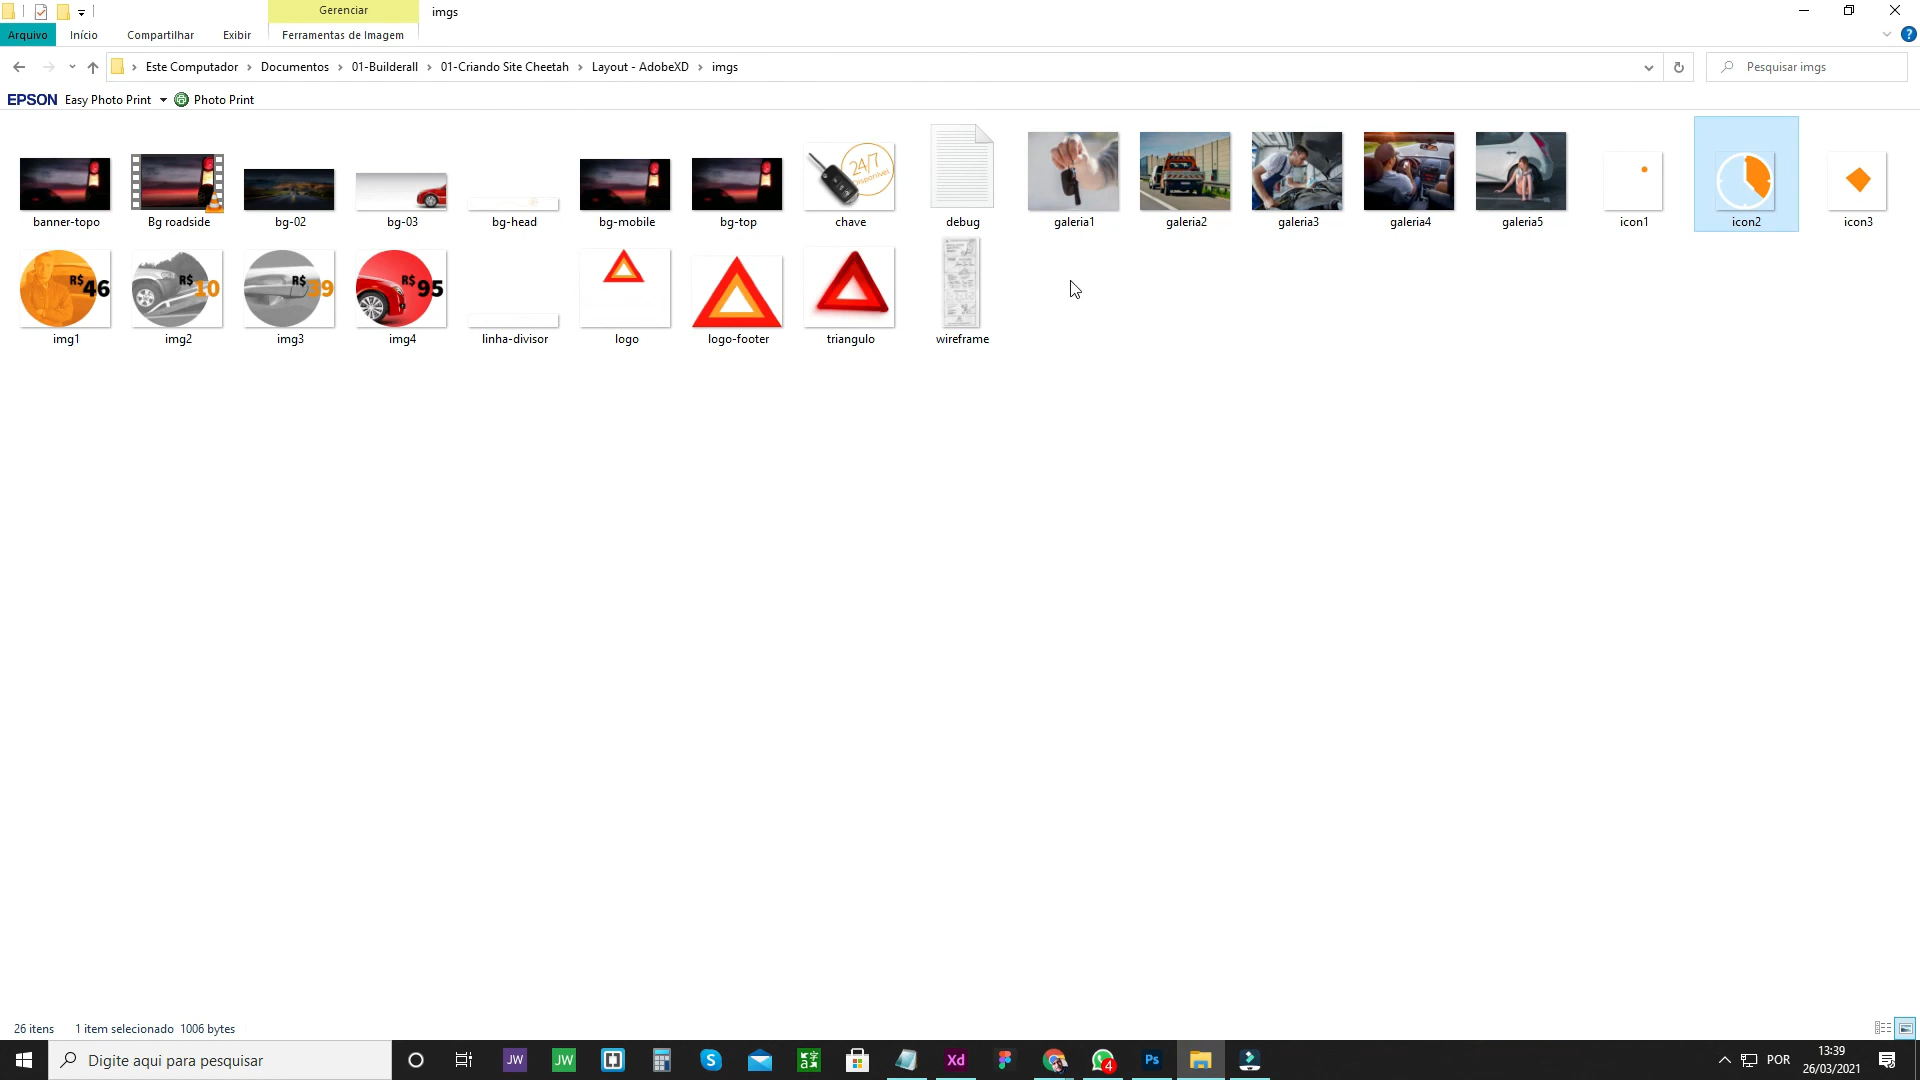 Gerenciar
imgs
Arquivo
Início
Compartilhar
Exibir
Ferramentas de Imagem
Este Computador > Documentos > 01-Builderall > 01-Criando Site Cheetah > Layout - AdobeXD > imgs
Pesquisar imgs
EPSON Easy Photo Print Photo Print
24/7
Disponível
banner-topo
Bg roadside
bg-02
bg-03
bg-head
bg-mobile
bg-top
chave
debug
galeria1
galeria2
galeria3
galeria4
galeria5
icon1
icon2
icon3
R$46
R$10
R$39
R$95
img1
img2
img3
img4
linha-divisor
logo
logo-footer
triangulo
wireframe
26 itens
1 item selecionado 1006 bytes
Digite aqui para pesquisar
JW
JW
Xd
4
Ps
POR
13:39
26/03/2021